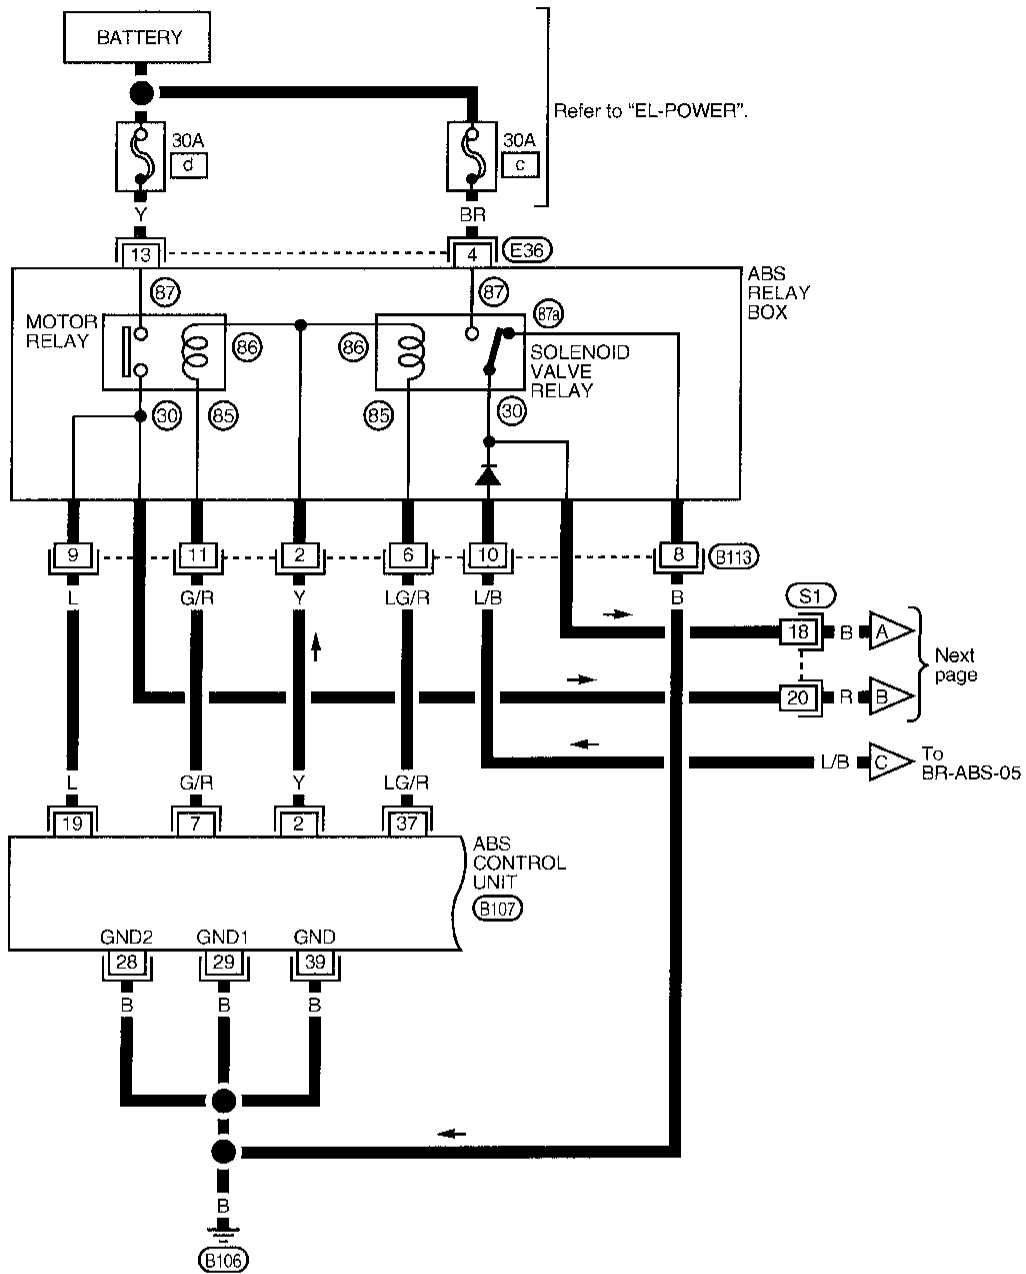 BATTERY
Refer to “EL-POWER”.
30A
d
30A
c
Y
BR
13
4
E36
ABS
RELAY
BOX
87
87
87a
MOTOR
RELAY
86
86
SOLENOID
VALVE
RELAY
30
85
85
30
9
11
2
6
10
8
B113
L
G/R
Y
LG/R
L/B
B
S1
18
B
A
Next
page
20
R
B
L/B
C
To
BR-ABS-05
L
G/R
Y
LG/R
19
7
2
37
ABS
CONTROL
UNIT
B107
GND2
GND1
GND
28
29
39
B
B
B
B
B106